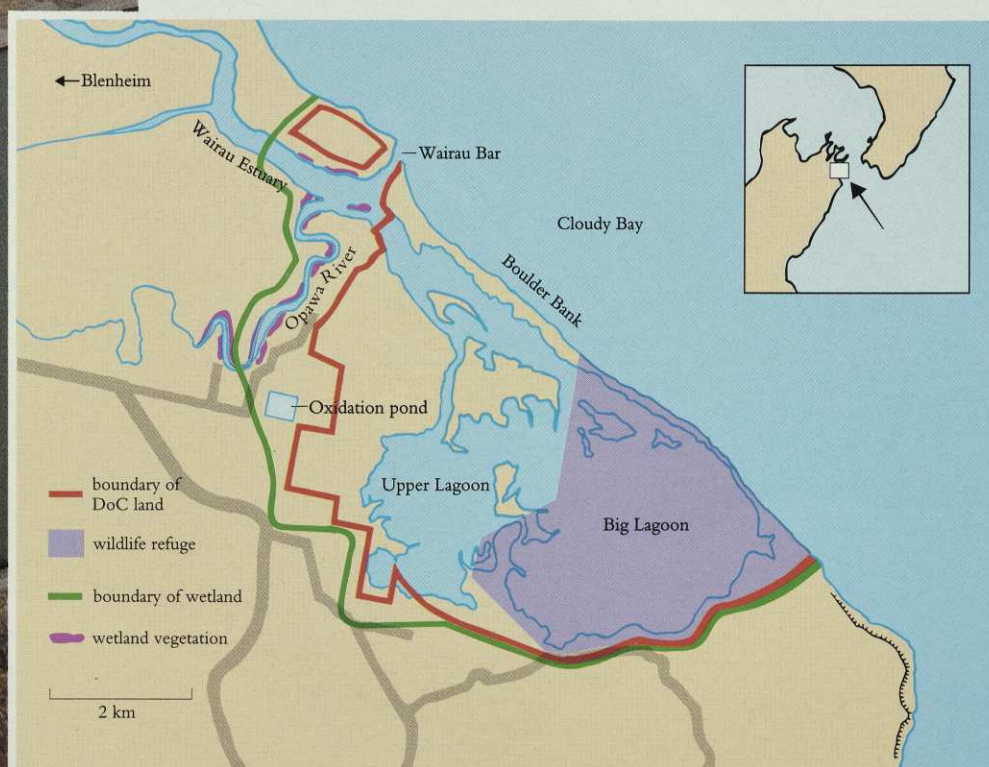 ←Blenheim
Wairau Estuary
Wairau Bar
Cloudy Bay
Boulder Bank
Opawa River
Oxidation pond
Upper Lagoon
Big Lagoon
boundary of
DoC land
wildlife refuge
boundary of wetland
wetland vegetation
2 km